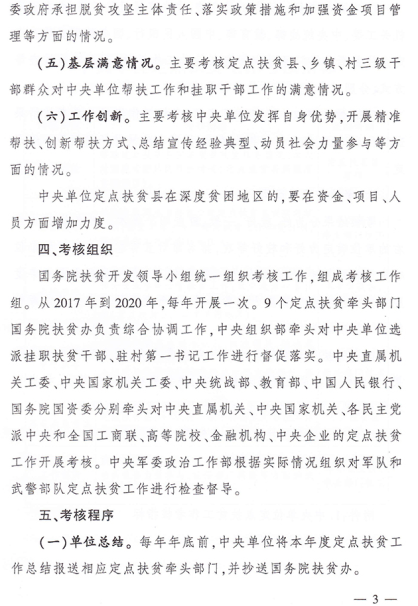 委政府承担脱贫攻坚主体责任、落实政策措施和加强资金项目管
理等方面的情况。
（五）基层满意情况。主要考核定点扶贫县、乡镇、村三级干
部群众对中央单位帮扶工作和挂职干部工作的满意情况。
（六）工作创新。主要考核中央单位发挥自身优势，开展精准
帮扶、创新帮扶方式、总结宣传经验典型、动员社会力量参与等方
面的情况。
中央单位定点扶贫县在深度贫困地区的，要在资金、项目、人
员方面增加力度。
四、考核组织
国务院扶贫开发领导小组统一组织考核工作，组成考核工作
组。从2017年到2020年，每年开展一次。9个定点扶贫牵头部门
国务院扶贫办负责综合协调工作，中央组织部牵头对中央单位选
派挂职扶贫干部、驻村第一书记工作进行督促落实。中央直属机
关工委、中央国家机关工委、中央统战部、教育部、中国人民银行、
国务院国资委分别牵头对中央直属机关、中央国家机关、各民主党
派中央和全国工商联、高等院校、金融机构、中央企业的定点扶贫
工作开展考核。中央军委政治工作部根据实际情况组织对军队和
武警部队定点扶贫工作进行检查督导。
五、考核程序
（一）单位总结。每年年底前，中央单位将本年度定点扶贫工
作总结报送相应定点扶贫牵头部门，并抄送国务院扶贫办。
— 3 —